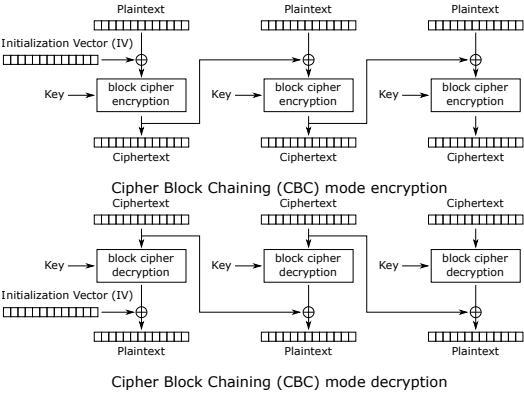 Plaintext Plaintext Plaintext
Initialization Vector (IV)
Key block cipher encryption Key block cipher encryption Key block cipher encryption
Ciphertext Ciphertext Ciphertext
Cipher Block Chaining (CBC) mode encryption
Ciphertext Ciphertext Ciphertext
Key block cipher decryption Key block cipher decryption Key block cipher decryption
Initialization Vector (IV)
Plaintext Plaintext Plaintext
Cipher Block Chaining (CBC) mode decryption